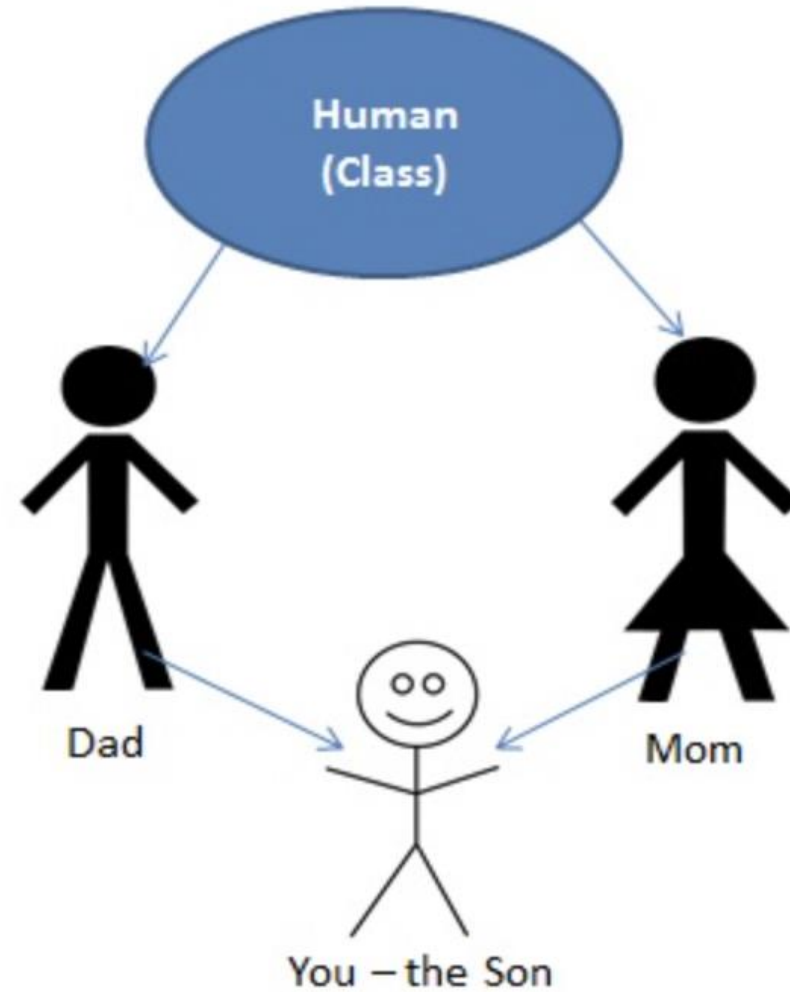 Human
(Class)
Dad
Mom
You – the Son